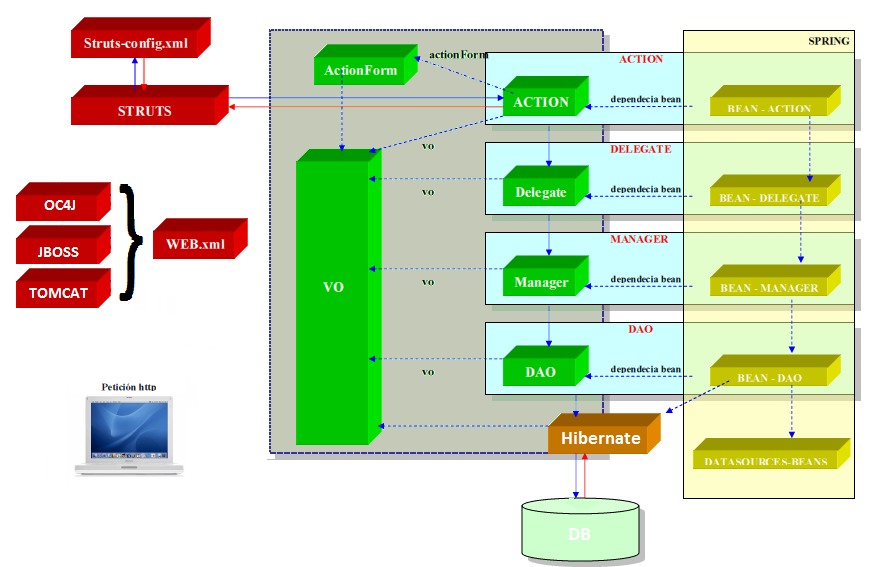 SPRING
Struts-config.xml
actionForm
ACTION
ActionForm
STRUTS
ACTION
dependecia bean
BEAN - ACTION
vo
DELEGATE
OC4J
vo
Delegate
dependecia bean
BEAN - DELEGATE
JBOSS
WEB.xml
MANAGER
TOMCAT
VO
vo
Manager
dependecia bean
BEAN - MANAGER
DAO
vo
DAO
dependecia bean
BEAN - DAO
Petición http
Hibernate
DATASOURCES-BEANS
DB